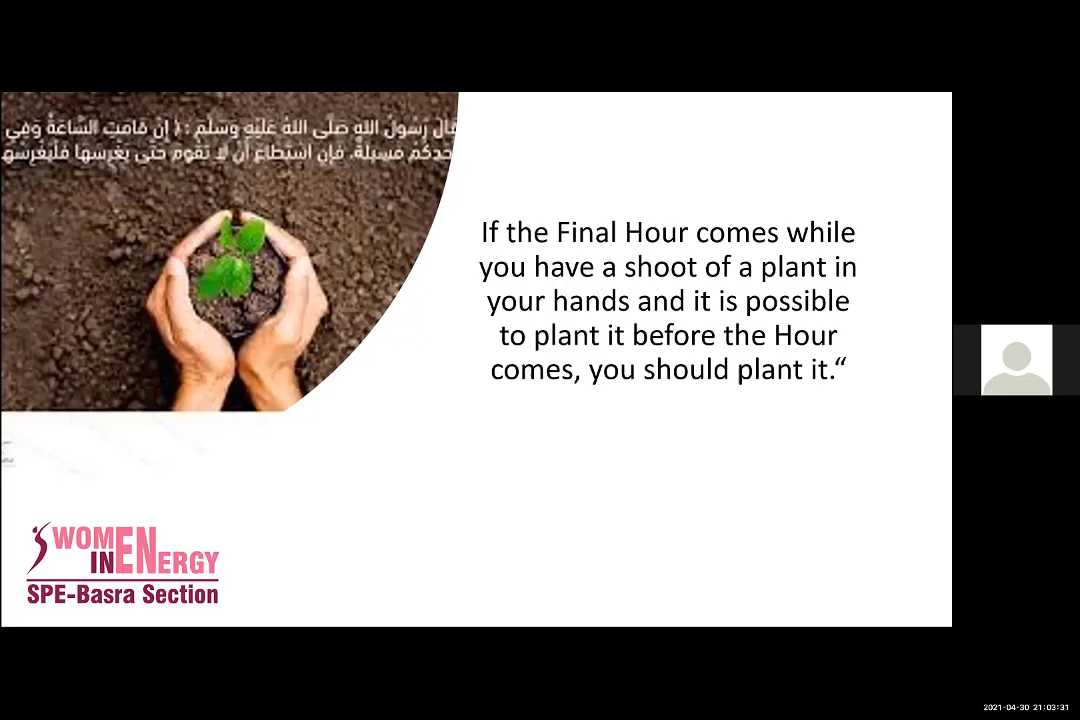 قال رسول الله صلى الله عليه وسلم : ( إن قامت الساعة وفي
حدكم فسيلة، فإن استطاع أن لا تقوم حتى يغرسها فليغرسها
If the Final Hour comes while
you have a shoot of a plant in
your hands and it is possible
to plant it before the Hour
comes, you should plant it.“
WOMEN
IN ENERGY
SPE-Basra Section
2021-04-30 21:03:31